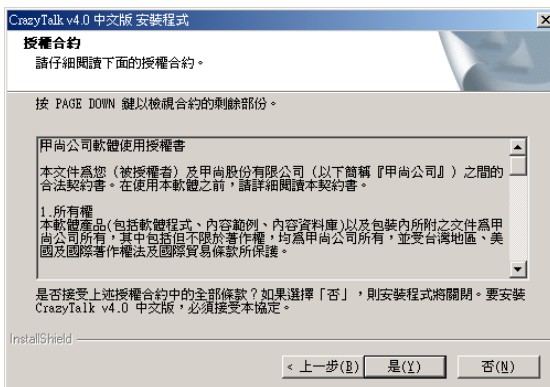 CrazyTalk v4.0 中文版 安裝程式
授權合約
請仔細閱讀下面的授權合約。
按 PAGE DOWN 鍵以檢視合約的剩餘部份。
甲尚公司軟體使用授權書
本文件爲您（被授權者）及甲尚股份有限公司（以下簡稱『甲尚公司』）之間的
合法契約書。在使用本軟體之前，請詳細閱讀本契約書。
1.所有權
本軟體產品(包括軟體程式、內容範例、內容資料庫)以及包裝內所附之文件爲甲
尚公司所有，其中包括但不限於著作權，均爲甲尚公司所有，並受台灣地區、美
國及國際著作權法及國際貿易條款所保護。
是否接受上述授權合約中的全部條款？如果選擇「否」，則安裝程式將關閉。要安裝
CrazyTalk v4.0 中文版，必須接受本協定。
InstallShield
< 上一步(B) 是(Y) 否(N)